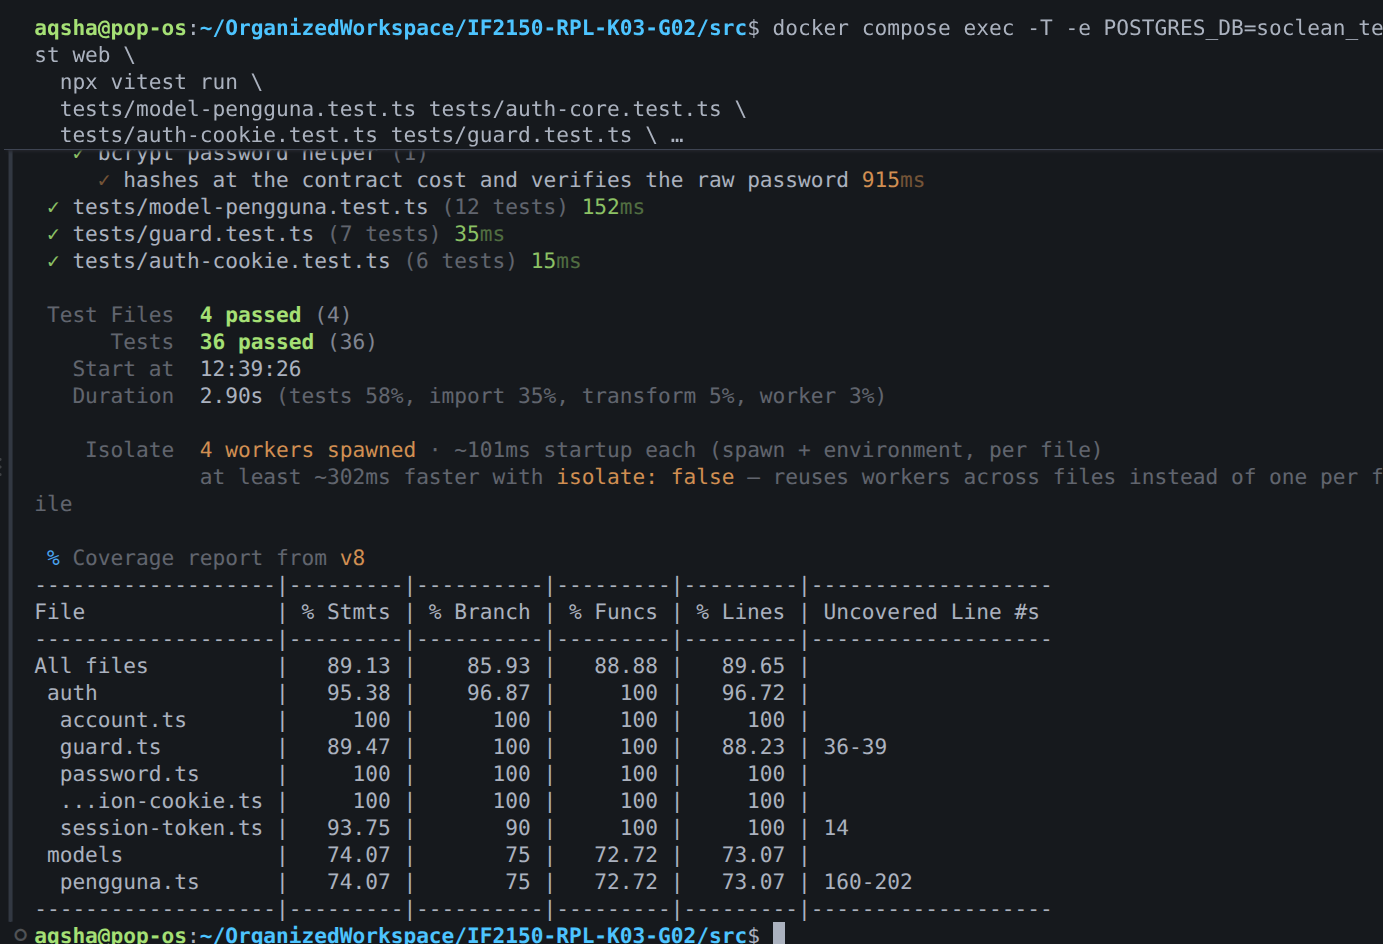 aqsha@pop-os:~/OrganizedWorkspace/IF2150-RPL-K03-G02/src$ docker compose exec -T -e POSTGRES_DB=soclean_te
st web \
  npx vitest run \
  tests/model-pengguna.test.ts tests/auth-core.test.ts \
  tests/auth-cookie.test.ts tests/guard.test.ts \ …
   ✓ bcrypt password helper (1)
     ✓ hashes at the contract cost and verifies the raw password 915ms
 ✓ tests/model-pengguna.test.ts (12 tests) 152ms
 ✓ tests/guard.test.ts (7 tests) 35ms
 ✓ tests/auth-cookie.test.ts (6 tests) 15ms
 Test Files  4 passed (4)
      Tests  36 passed (36)
   Start at  12:39:26
   Duration  2.90s (tests 58%, import 35%, transform 5%, worker 3%)
    Isolate  4 workers spawned · ~101ms startup each (spawn + environment, per file)
             at least ~302ms faster with isolate: false — reuses workers across files instead of one per f
ile
 % Coverage report from v8
-------------------|---------|----------|---------|---------|-------------------
File               | % Stmts | % Branch | % Funcs | % Lines | Uncovered Line #s
-------------------|---------|----------|---------|---------|-------------------
All files          |   89.13 |    85.93 |   88.88 |   89.65 |
 auth              |   95.38 |    96.87 |     100 |   96.72 |
  account.ts       |     100 |      100 |     100 |     100 |
  guard.ts         |   89.47 |      100 |     100 |   88.23 | 36-39
  password.ts      |     100 |      100 |     100 |     100 |
  ...ion-cookie.ts |     100 |      100 |     100 |     100 |
  session-token.ts |   93.75 |       90 |     100 |     100 | 14
 models            |   74.07 |       75 |   72.72 |   73.07 |
  pengguna.ts      |   74.07 |       75 |   72.72 |   73.07 | 160-202
-------------------|---------|----------|---------|---------|-------------------
aqsha@pop-os:~/OrganizedWorkspace/IF2150-RPL-K03-G02/src$